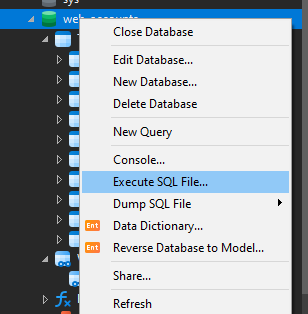 sys
web_accounts
Close Database
Edit Database...
New Database...
Delete Database
New Query
Console...
Execute SQL File...
Dump SQL File
Ent Data Dictionary...
Ent Reverse Database to Model...
Share...
Refresh